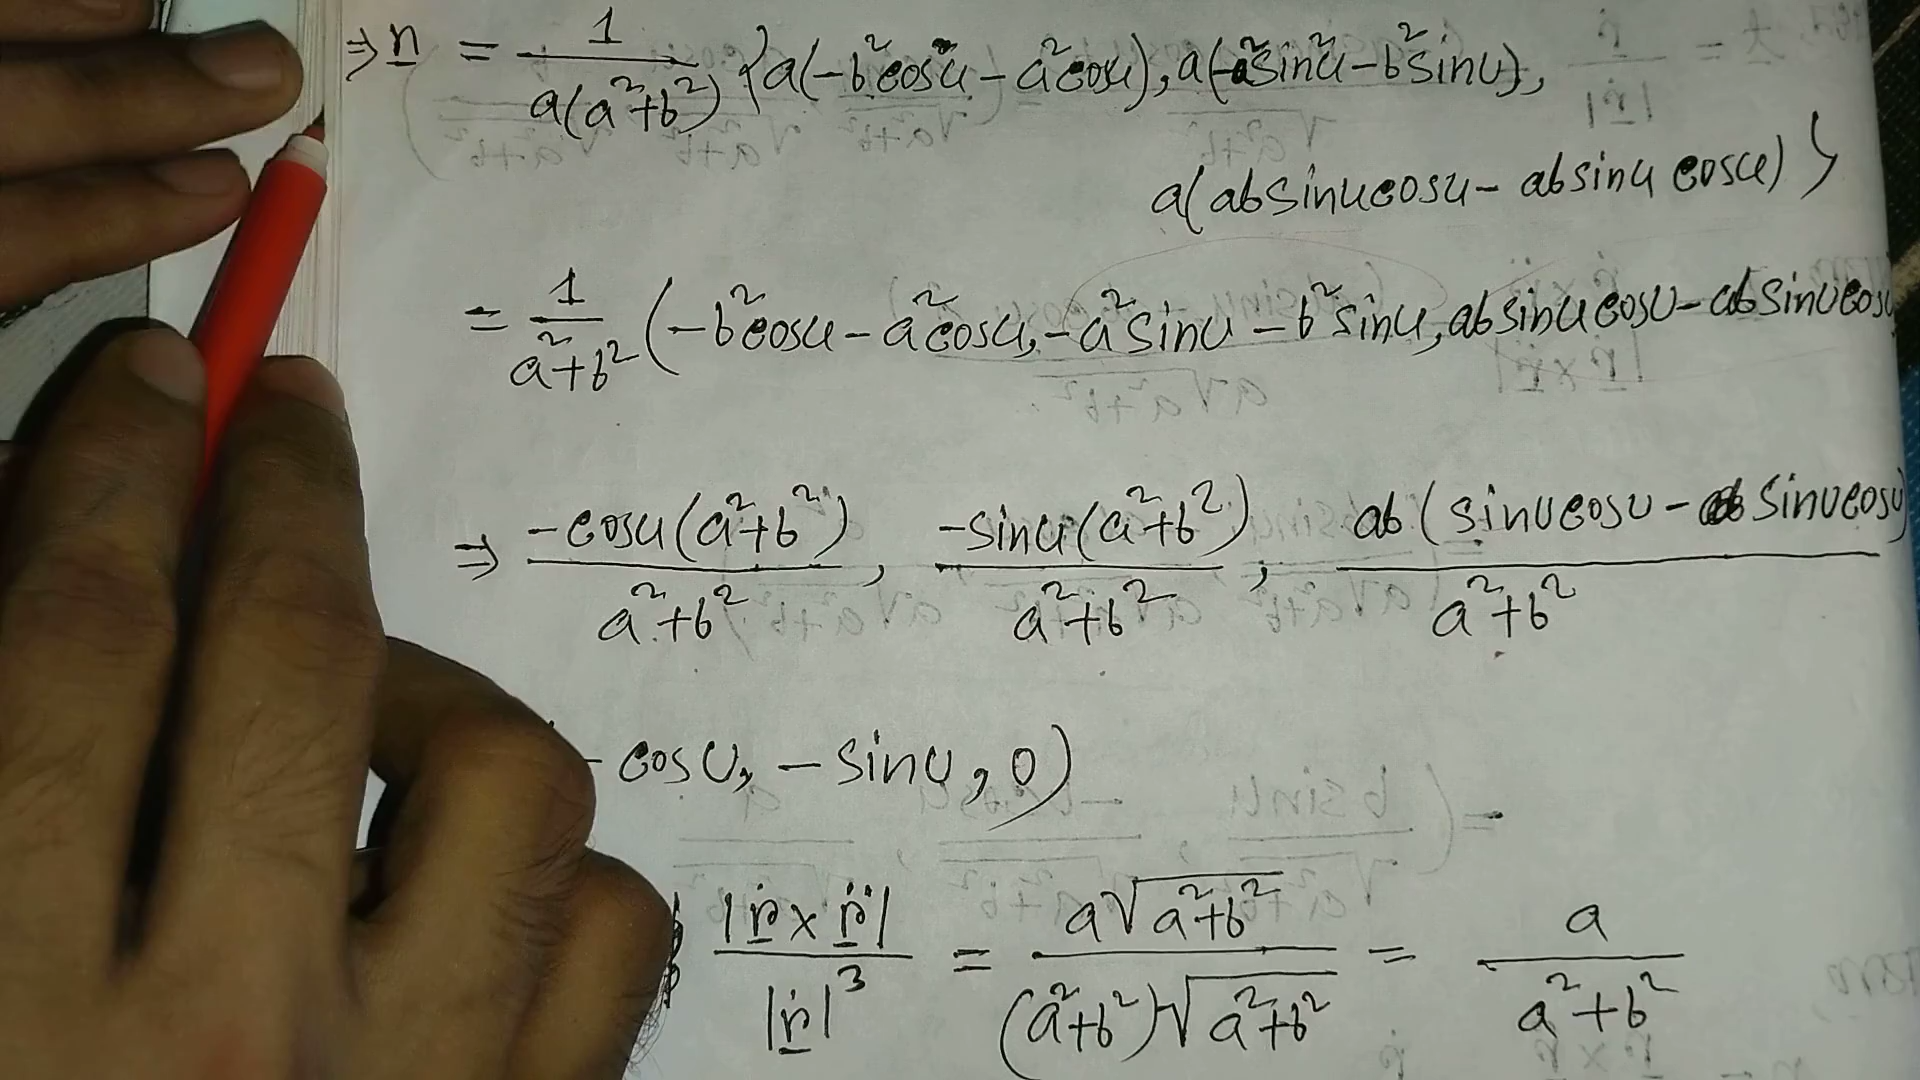 ⇒ n = 1/(a(a²+b²)) {a(-b²cosu - a²cosu), a(-a²sinu - b²sinu),
a(absinucosu - absinu cosu)}
= 1/(a²+b²) (-b²cosu - a²cosu, -a²sinu - b²sinu, absinucosu - absinucosu
⇒ -cosu(a²+b²)/(a²+b²), -sinu(a²+b²)/(a²+b²), ab(sinucosu - sinucosu)/(a²+b²)
- cosu, - sinu, 0)
|ṙ × r̈|/|ṙ|³ = a√(a²+b²)/((a²+b²)√(a²+b²)) = a/(a²+b²)